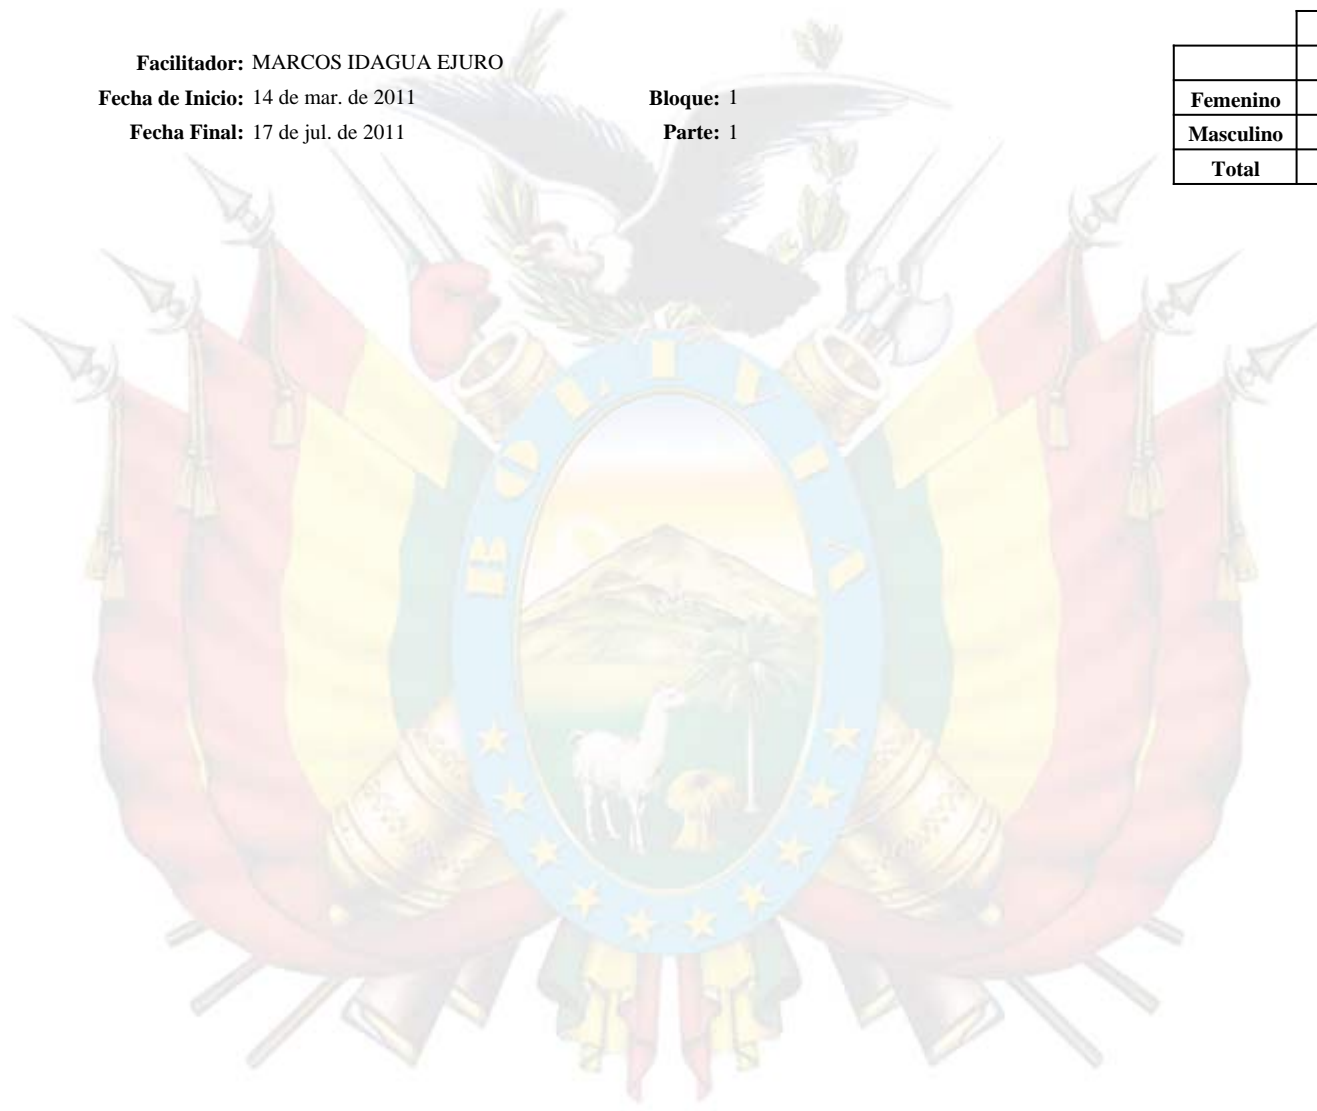 Facilitador: MARCOS IDAGUA EJURO
Fecha de Inicio: 14 de mar. de 2011 Bloque: 1
Fecha Final: 17 de jul. de 2011 Parte: 1
Femenino
Masculino
Total
BOLIVIA